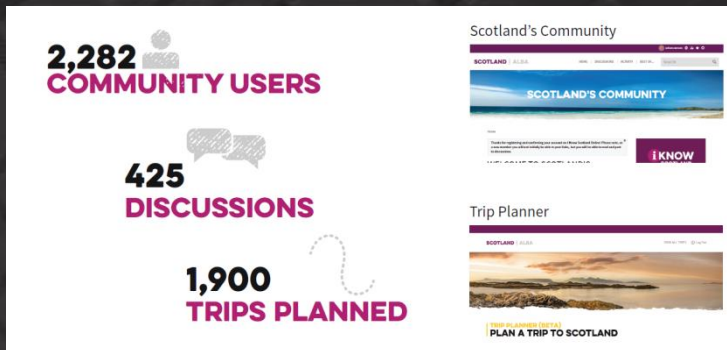 2,282
COMMUNITY USERS
425
DISCUSSIONS
1,900
TRIPS PLANNED
Scotland's Community
SCOTLAND | ALBA
SCOTLAND'S COMMUNITY
i KNOW
Trip Planner
SCOTLAND | ALBA
TRIP PLANNER (BETA)
PLAN A TRIP TO SCOTLAND